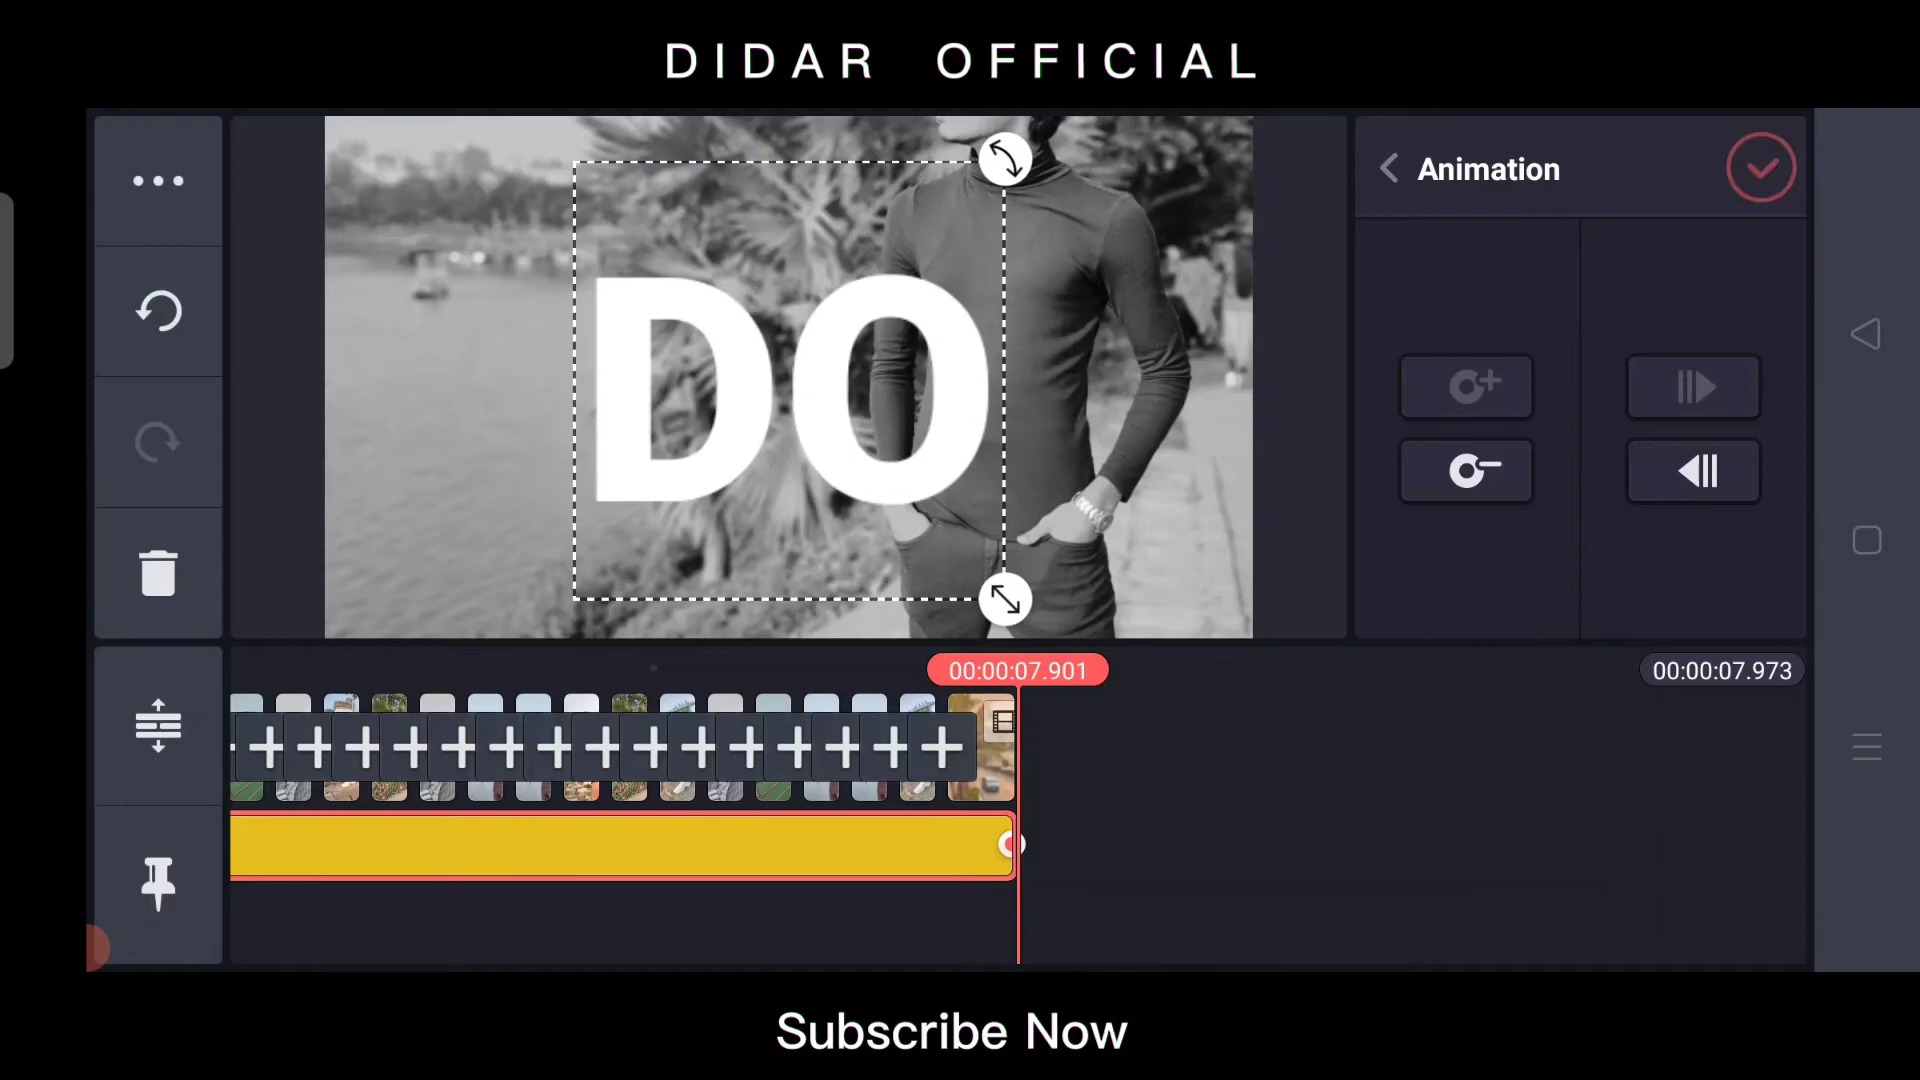 DIDAR OFFICIAL
Animation
DO
00:00:07.901
00:00:07.973
Subscribe Now